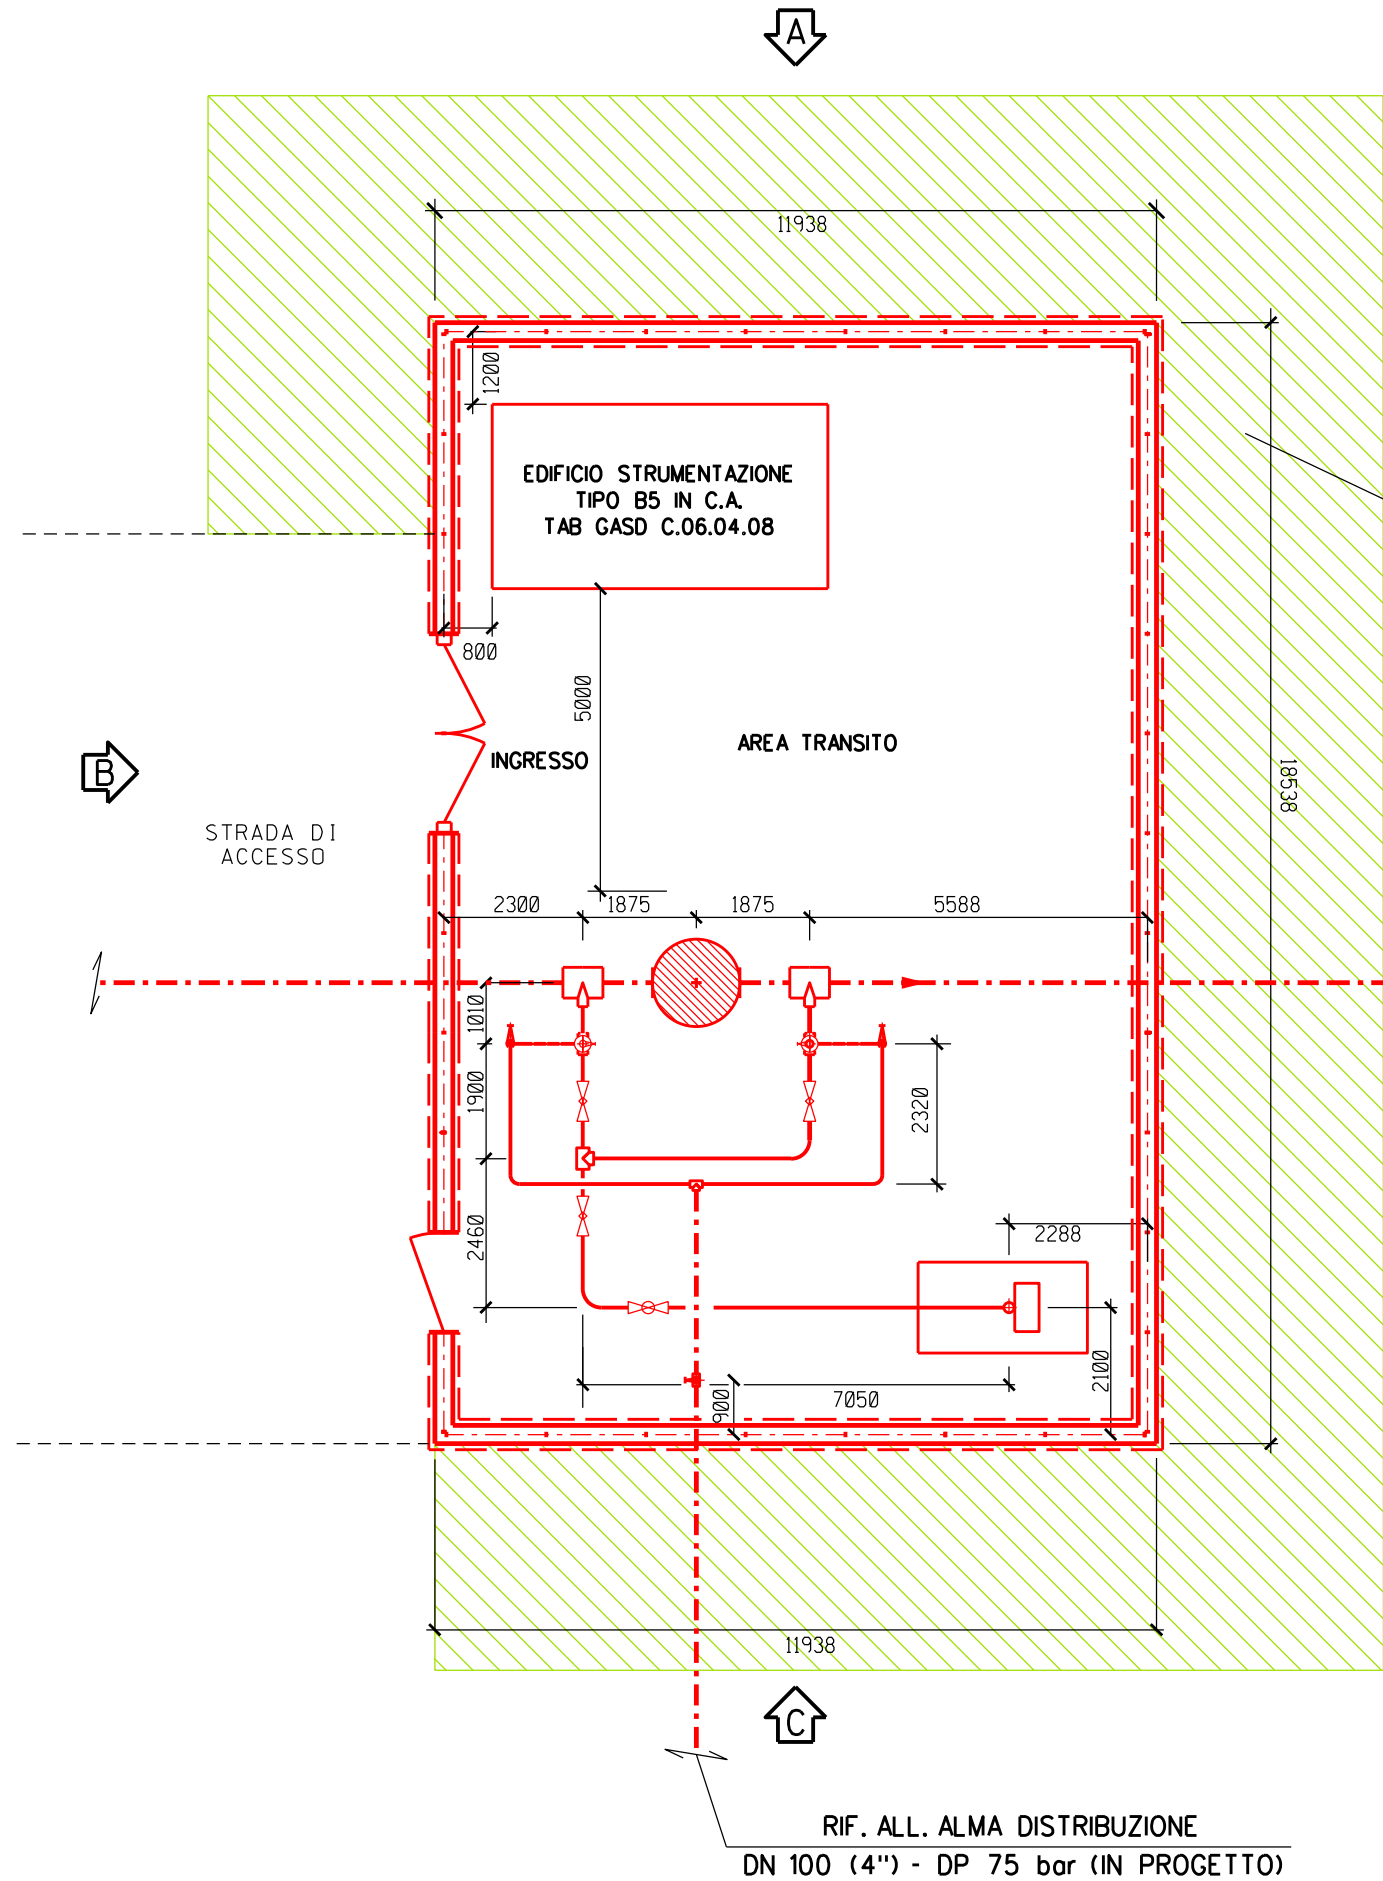 A
11938
1200
EDIFICIO STRUMENTAZIONE
TIPO B5 IN C.A.
TAB GASD C.06.04.08
800
5000
AREA TRANSITO
INGRESSO
B
18538
STRADA DI
ACCESSO
2300
1875
1875
5588
1010
1900
2320
2460
2288
2100
900
7050
11938
C
RIF. ALL. ALMA DISTRIBUZIONE
DN 100 (4") - DP 75 bar (IN PROGETTO)